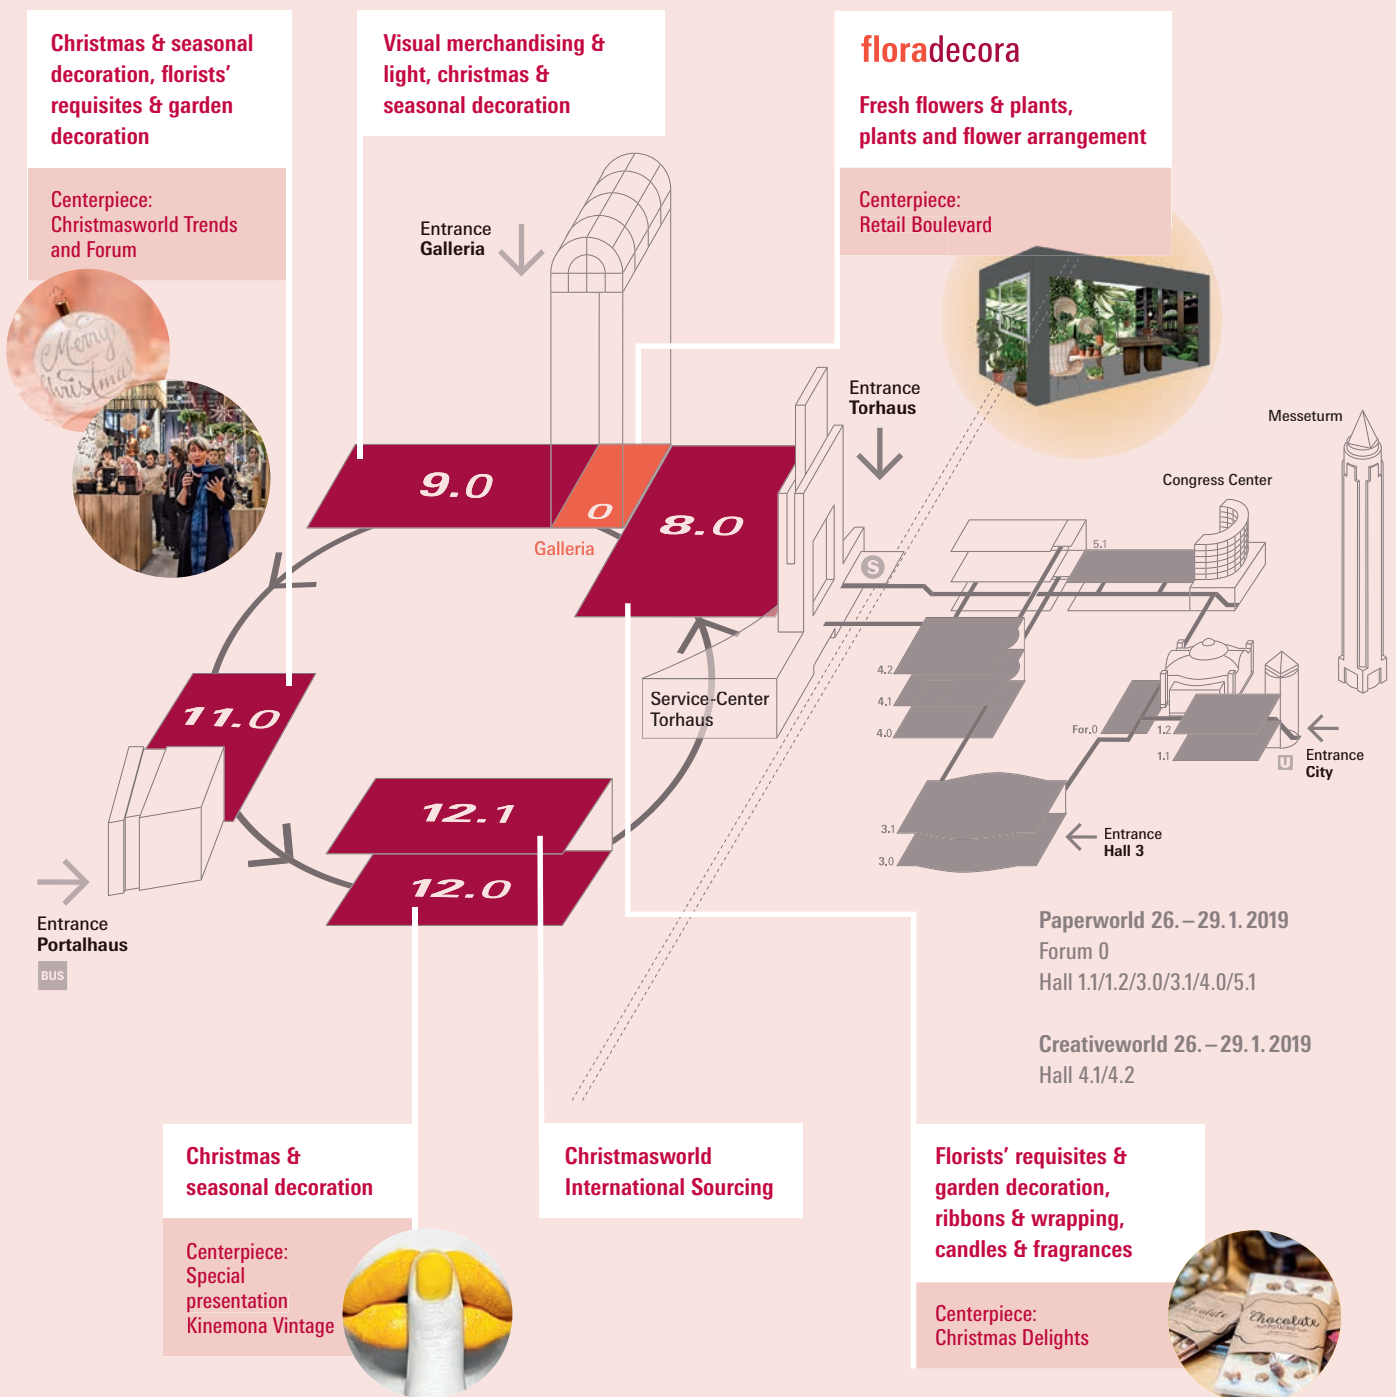 Christmas & seasonal
decoration, florists’
requisites & garden
decoration
Centerpiece:
Christmasworld Trends
and Forum
Merry
Christmas
Visual merchandising &
light, christmas &
seasonal decoration
floradecora
Fresh flowers & plants,
plants and flower arrangement
Centerpiece:
Retail Boulevard
Entrance
Galleria
Entrance
Torhaus
Messeturm
Congress Center
9.0
0
8.0
Galleria
S
5.1
11.0
Service-Center
Torhaus
4.2
4.1
4.0
For.0
1.2
1.1
U
Entrance
City
12.1
12.0
3.1
3.0
Entrance
Hall 3
Entrance
Portalhaus
BUS
Paperworld 26. – 29. 1. 2019
Forum 0
Hall 1.1/1.2/3.0/3.1/4.0/5.1
Creativeworld 26. – 29. 1. 2019
Hall 4.1/4.2
Christmas &
seasonal decoration
Centerpiece:
Special
presentation
Kinemona Vintage
Christmasworld
International Sourcing
Florists’ requisites &
garden decoration,
ribbons & wrapping,
candles & fragrances
Centerpiece:
Christmas Delights
Chocolate
Chocolate